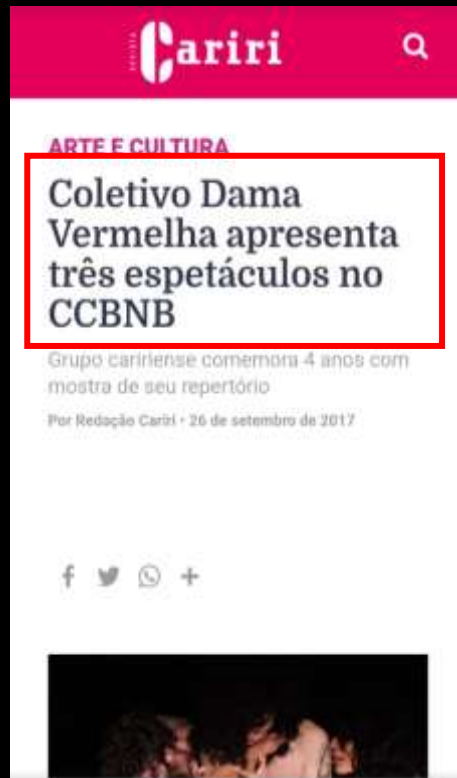 REVISTA
Cariri
ARTE E CULTURA
Coletivo Dama
Vermelha apresenta
três espetáculos no
CCBNB
Grupo caririense comemora 4 anos com
mostra de seu repertório
Por Redação Cariri • 26 de setembro de 2017